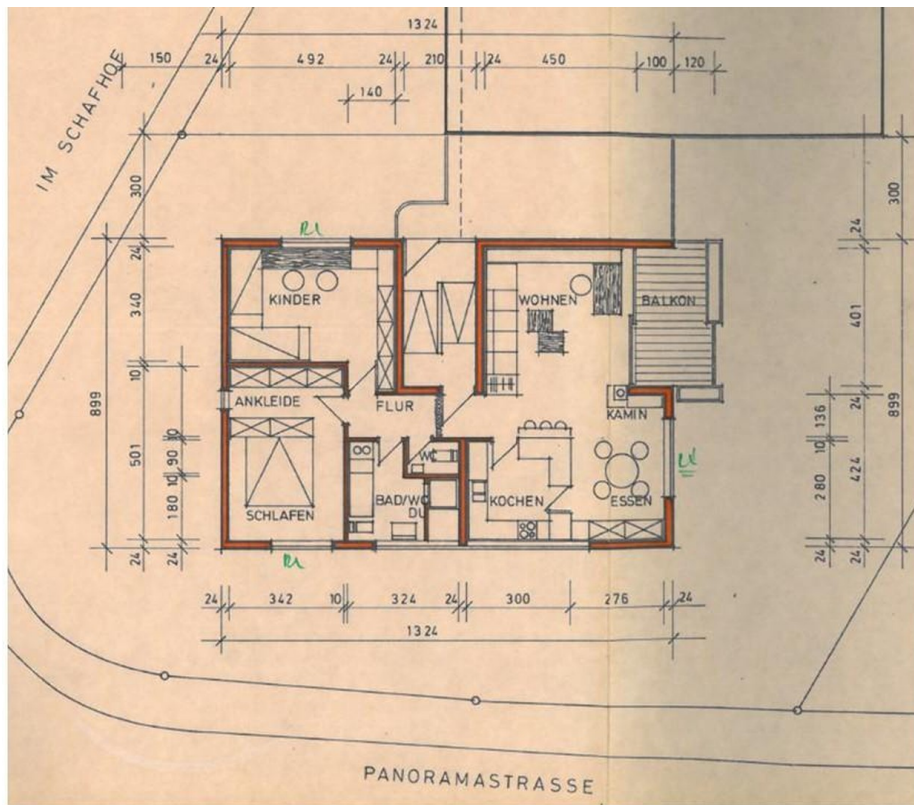 1324
150 24 492 24 210 24 450 100 120
140
IM SCHAFHOF
300
24
340
10
501
24
899
10
90
10
180
24
KINDER
WOHNEN
BALKON
ANKLEIDE
FLUR
KAMIN
WC
SCHLAFEN
BAD/WC
DU
KOCHEN
ESSEN
24
401
24
424
24
136
10
280
24
300
899
24 342 10 324 24 300 276 24
1324
PANORAMASTRASSE